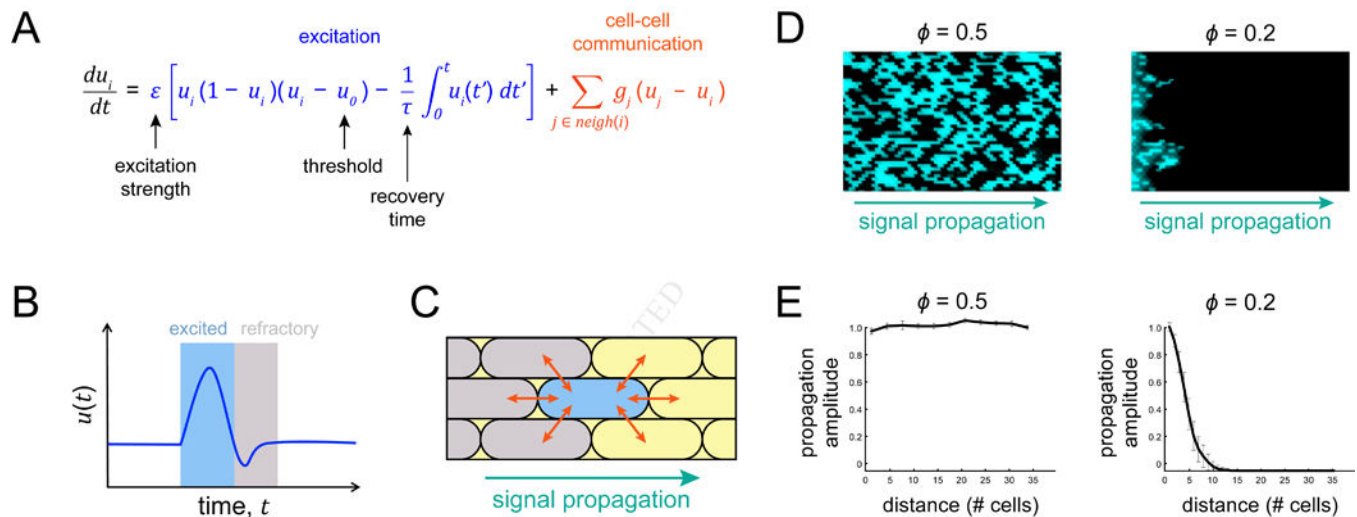 A
excitation
cell-cell
communication
du_i/dt = ε [ u_i (1 − u_i)(u_i − u_0) − 1/τ ∫_0^t u_i(t′) dt′ ] + ∑_{j ∈ neigh(i)} g_j (u_j − u_i)
excitation
strength
threshold
recovery
time
B
excited refractory
u(t)
time, t
C
TED
signal propagation
D
ϕ = 0.5 ϕ = 0.2
signal propagation signal propagation
E
ϕ = 0.5 ϕ = 0.2
propagation
amplitude
1.0
0.8
0.6
0.4
0.2
0
0 5 10 15 20 25 30 35
distance (# cells)
propagation
amplitude
1.0
0.8
0.6
0.4
0.2
0
0 5 10 15 20 25 30 35
distance (# cells)